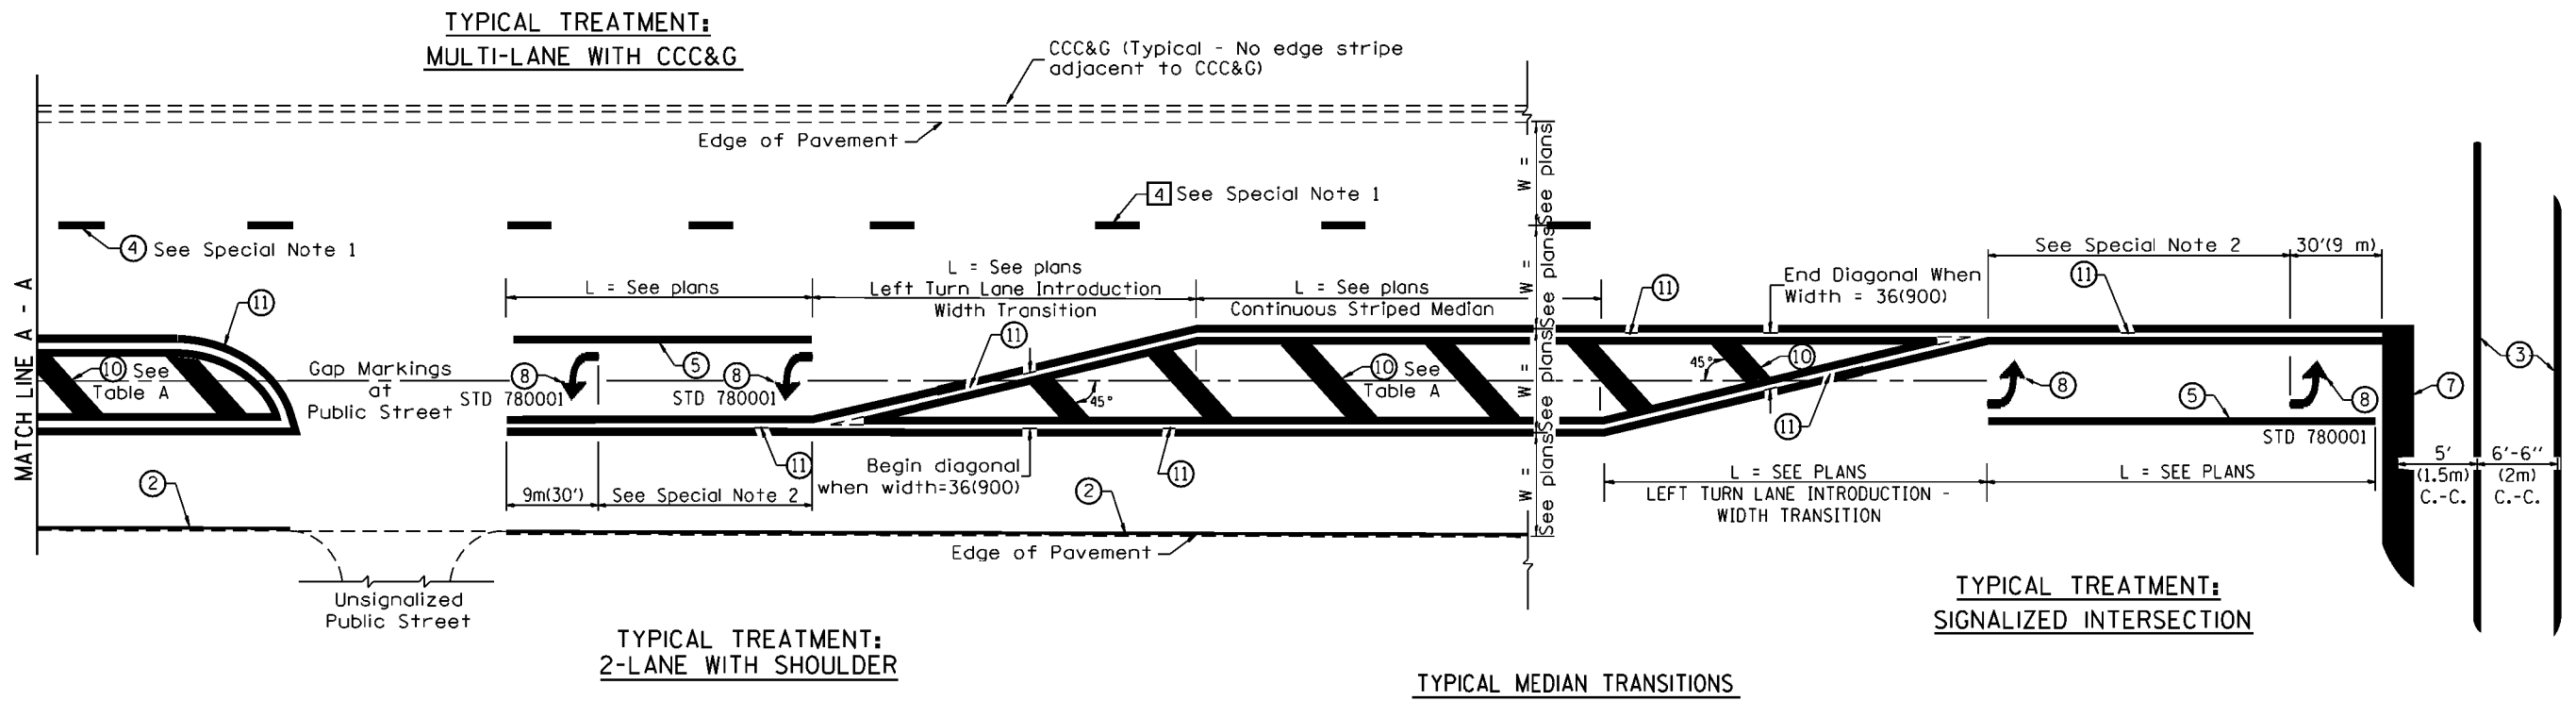 TYPICAL TREATMENT:
MULTI-LANE WITH CCC&G
CCC&G (Typical - No edge stripe
adjacent to CCC&G)
Edge of Pavement
4 See Special Note 1
4 See Special Note 1
MATCH LINE A - A
11
10 See
Table A
Gap Markings
at
Public Street
L = See plans
L = See plans
Left Turn Lane Introduction
Width Transition
L = See plans
Continuous Striped Median
W =
See plans
W =
See plans
W =
See plans
W =
See plans
11
End Diagonal When
Width = 36(900)
See Special Note 2
30'(9 m)
11
11
5
8
STD 780001
8
STD 780001
45°
10 See
Table A
45°
10
11
8
8
5
STD 780001
7
3
11
Begin diagonal
when width=36(900)
11
2
9m(30')
See Special Note 2
2
Edge of Pavement
L = SEE PLANS
LEFT TURN LANE INTRODUCTION -
WIDTH TRANSITION
L = SEE PLANS
5'
(1.5m)
C.-C.
6'-6"
(2m)
C.-C.
Unsignalized
Public Street
TYPICAL TREATMENT:
2-LANE WITH SHOULDER
TYPICAL TREATMENT:
SIGNALIZED INTERSECTION
TYPICAL MEDIAN TRANSITIONS